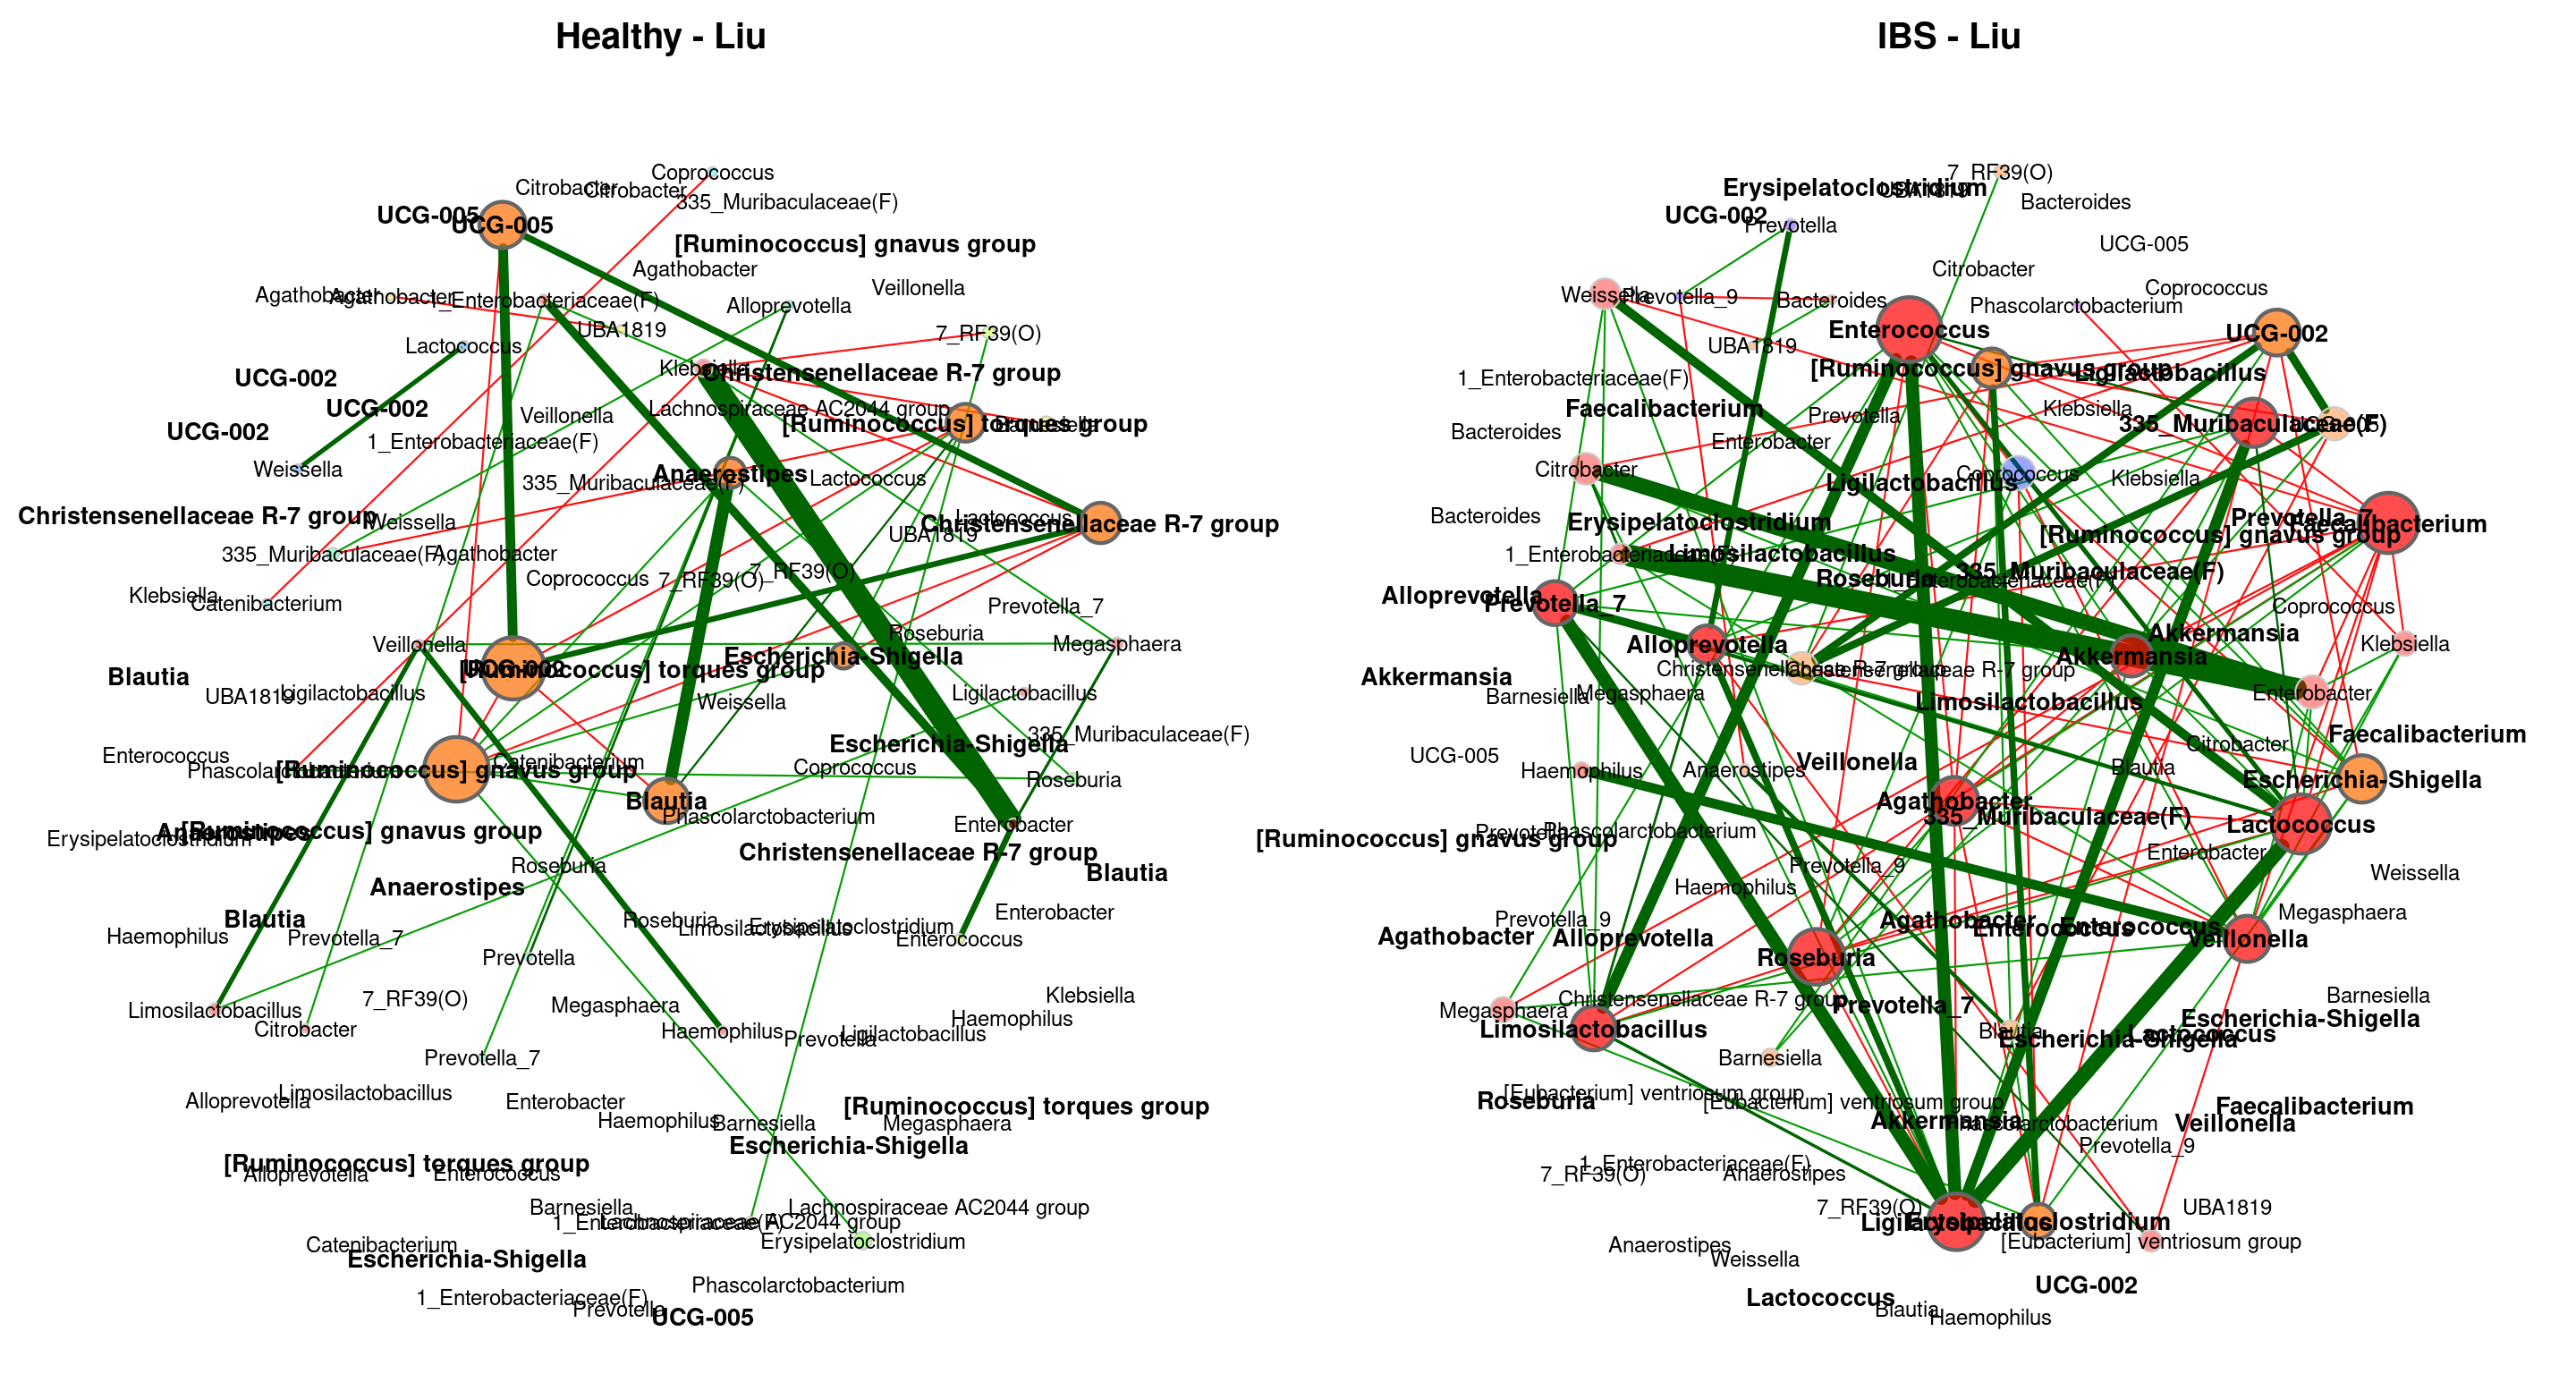 Healthy - Liu
Coprococcus
Citrobacter
Citrobacter
335_Muribaculaceae(F)
UCG-005
UCG-005
[Ruminococcus] gnavus group
Agathobacter
Veillonella
Agathobacter
Agathobacter
1_Enterobacteriaceae(F)
Alloprevotella
UBA1819
7_RF39(O)
Lactococcus
Klebsiella
Christensenellaceae R-7 group
UCG-002
UCG-002
Lachnospiraceae AC2044 group
Veillonella
[Ruminococcus] torques group
Barnesiella
UCG-002
1_Enterobacteriaceae(F)
Weissella
Anaerostipes
Lactococcus
335_Muribaculaceae(F)
Christensenellaceae R-7 group
Weissella
Lactococcus
Christensenellaceae R-7 group
UBA1819
335_Muribaculaceae(F)
Agathobacter
Coprococcus
7_RF39(O)
7_RF39(O)
Klebsiella
Catenibacterium
Prevotella_7
Roseburia
Veillonella
Megasphaera
Escherichia-Shigella
UCG-002
[Ruminococcus] torques group
Blautia
UBA1819
Ligilactobacillus
Ligilactobacillus
Weissella
335_Muribaculaceae(F)
Escherichia-Shigella
Enterococcus
Catenibacterium
Coprococcus
Phascolarctobacterium
[Ruminococcus] gnavus group
Roseburia
Blautia
Phascolarctobacterium
Enterobacter
Erysipelatoclostridium
Anaerostipes
[Ruminococcus] gnavus group
Christensenellaceae R-7 group
Roseburia
Blautia
Anaerostipes
Blautia
Roseburia
Limosilactobacillus
Erysipelatoclostridium
Enterobacter
Haemophilus
Prevotella_7
Enterococcus
Prevotella
7_RF39(O)
Klebsiella
Limosilactobacillus
Megasphaera
Haemophilus
Citrobacter
Haemophilus
Prevotella
Ligilactobacillus
Prevotella_7
Limosilactobacillus
Alloprevotella
Enterobacter
[Ruminococcus] torques group
Haemophilus
Barnesiella
Megasphaera
Escherichia-Shigella
[Ruminococcus] torques group
Alloprevotella
Enterococcus
Barnesiella
Lachnospiraceae AC2044 group
1_Enterobacteriaceae(F)
Lachnospiraceae AC2044 group
Catenibacterium
Erysipelatoclostridium
Escherichia-Shigella
Phascolarctobacterium
1_Enterobacteriaceae(F)
Prevotella
UCG-005
IBS - Liu
7_RF39(O)
Erysipelatoclostridium
UBA1819
Bacteroides
UCG-002
Prevotella
UCG-005
Citrobacter
Coprococcus
Weissella
Prevotella_9
Bacteroides
Phascolarctobacterium
Enterococcus
UCG-002
UBA1819
[Ruminococcus] gnavus group
Ligilactobacillus
1_Enterobacteriaceae(F)
Faecalibacterium
Prevotella
Klebsiella
335_Muribaculaceae(F)
UCG-005
Bacteroides
Enterobacter
Citrobacter
Coprococcus
Ligilactobacillus
Klebsiella
Bacteroides
Erysipelatoclostridium
Prevotella_7
Faecalibacterium
[Ruminococcus] gnavus group
1_Enterobacteriaceae(F)
Limosilactobacillus
335_Muribaculaceae(F)
Roseburia
1_Enterobacteriaceae(F)
Alloprevotella
Prevotella_7
Coprococcus
Akkermansia
Alloprevotella
Klebsiella
Akkermansia
Christensenellaceae R-7 group
Christensenellaceae R-7 group
Akkermansia
Barnesiella
Megasphaera
Enterobacter
Limosilactobacillus
Faecalibacterium
Citrobacter
UCG-005
Veillonella
Haemophilus
Anaerostipes
Blautia
Escherichia-Shigella
Agathobacter
335_Muribaculaceae(F)
Lactococcus
[Ruminococcus] gnavus group
Prevotella
Phascolarctobacterium
Enterobacter
Prevotella_9
Weissella
Haemophilus
Prevotella_9
Agathobacter
Megasphaera
Agathobacter
Alloprevotella
Enterococcus
Enterococcus
Veillonella
Roseburia
Christensenellaceae R-7 group
Prevotella_7
Barnesiella
Megasphaera
Escherichia-Shigella
Limosilactobacillus
Blautia
Escherichia-Shigella
Lactococcus
Barnesiella
[Eubacterium] ventriosum group
Roseburia
[Eubacterium] ventriosum group
Faecalibacterium
Akkermansia
Phascolarctobacterium
Veillonella
Prevotella_9
1_Enterobacteriaceae(F)
7_RF39(O)
Anaerostipes
7_RF39(O)
UBA1819
Ligilactobacillus
Erysipelatoclostridium
[Eubacterium] ventriosum group
Anaerostipes
Weissella
UCG-002
Lactococcus
Blautia
Haemophilus